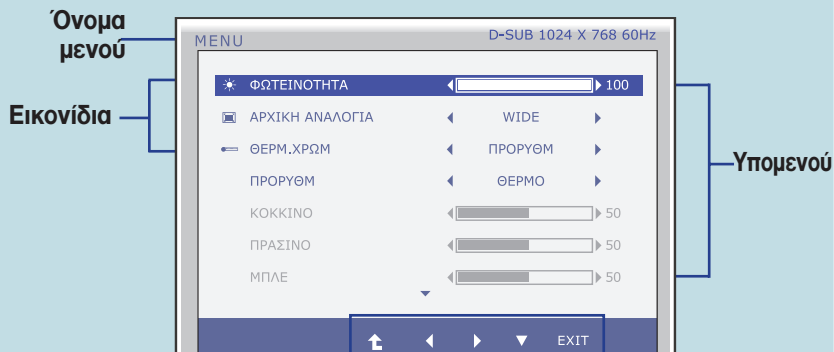 Όνομα
μενού
MENU
D-SUB 1024 X 768 60Hz
Εικονίδια
ΦΩΤΕΙΝΟΤΗΤΑ 100
ΑΡΧΙΚΗ ΑΝΑΛΟΓΙΑ WIDE
ΘΕΡΜ.ΧΡΩΜ ΠΡΟΡΥΘΜ
ΠΡΟΡΥΘΜ ΘΕΡΜΟ
ΚΟΚΚΙΝΟ 50
ΠΡΑΣΙΝΟ 50
ΜΠΛΕ 50
Υπομενού
EXIT